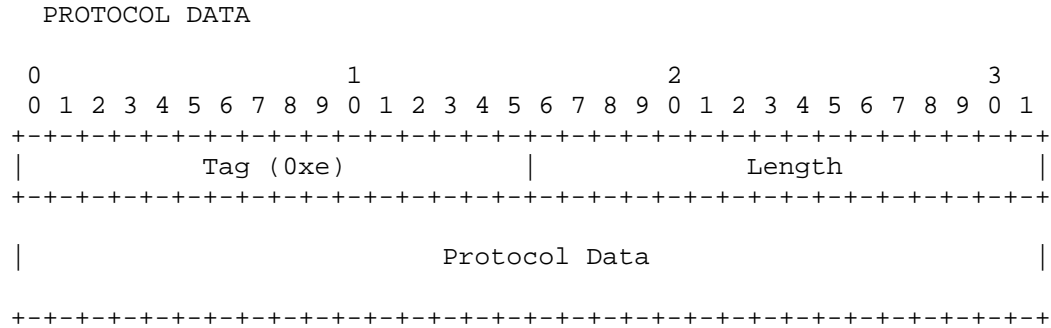 PROTOCOL DATA
0                   1                   2                   3
0 1 2 3 4 5 6 7 8 9 0 1 2 3 4 5 6 7 8 9 0 1 2 3 4 5 6 7 8 9 0 1
+-+-+-+-+-+-+-+-+-+-+-+-+-+-+-+-+-+-+-+-+-+-+-+-+-+-+-+-+-+-+-+-+
|           Tag (0xe)           |             Length            |
+-+-+-+-+-+-+-+-+-+-+-+-+-+-+-+-+-+-+-+-+-+-+-+-+-+-+-+-+-+-+-+-+
|                          Protocol Data                        |
+-+-+-+-+-+-+-+-+-+-+-+-+-+-+-+-+-+-+-+-+-+-+-+-+-+-+-+-+-+-+-+-+